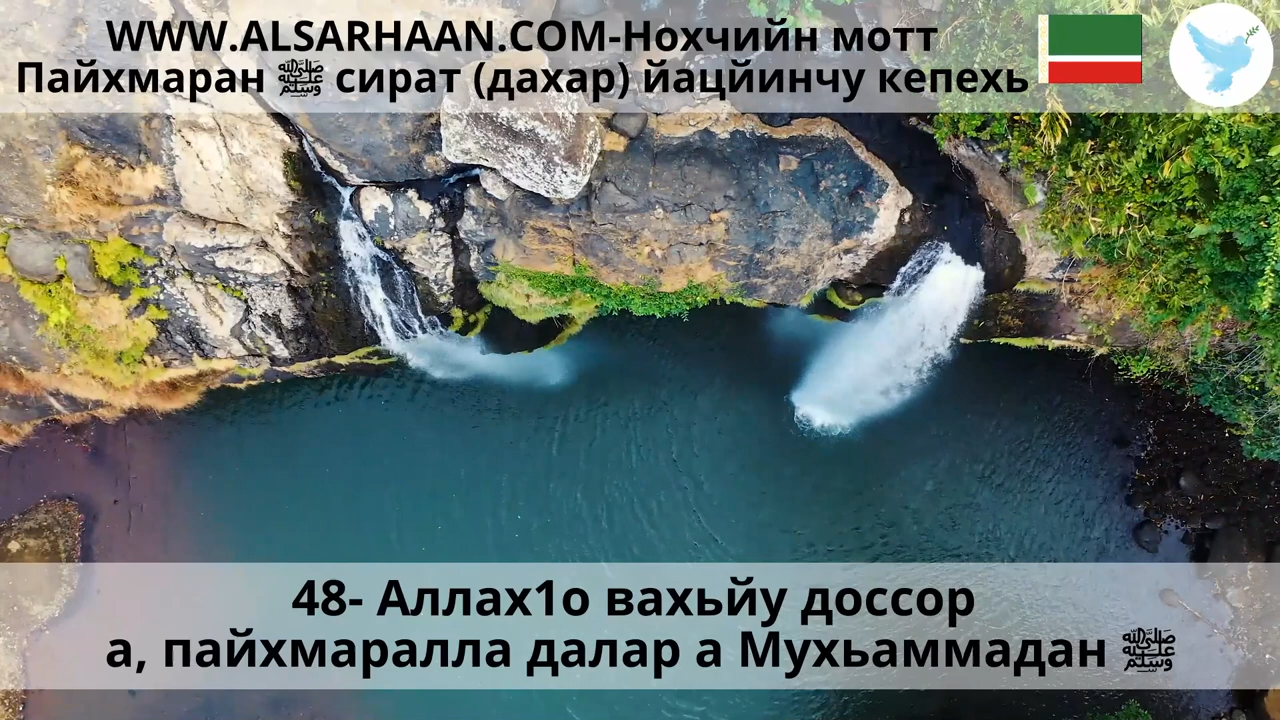 WWW.ALSARHAAN.COM-Нохчийн мотт
Пайхмаран ﷺ сират (дахар) йацйинчу кепехь
48- Аллах1о вахьйу доссор
а, пайхмаралла далар а Мухьаммадан ﷺ